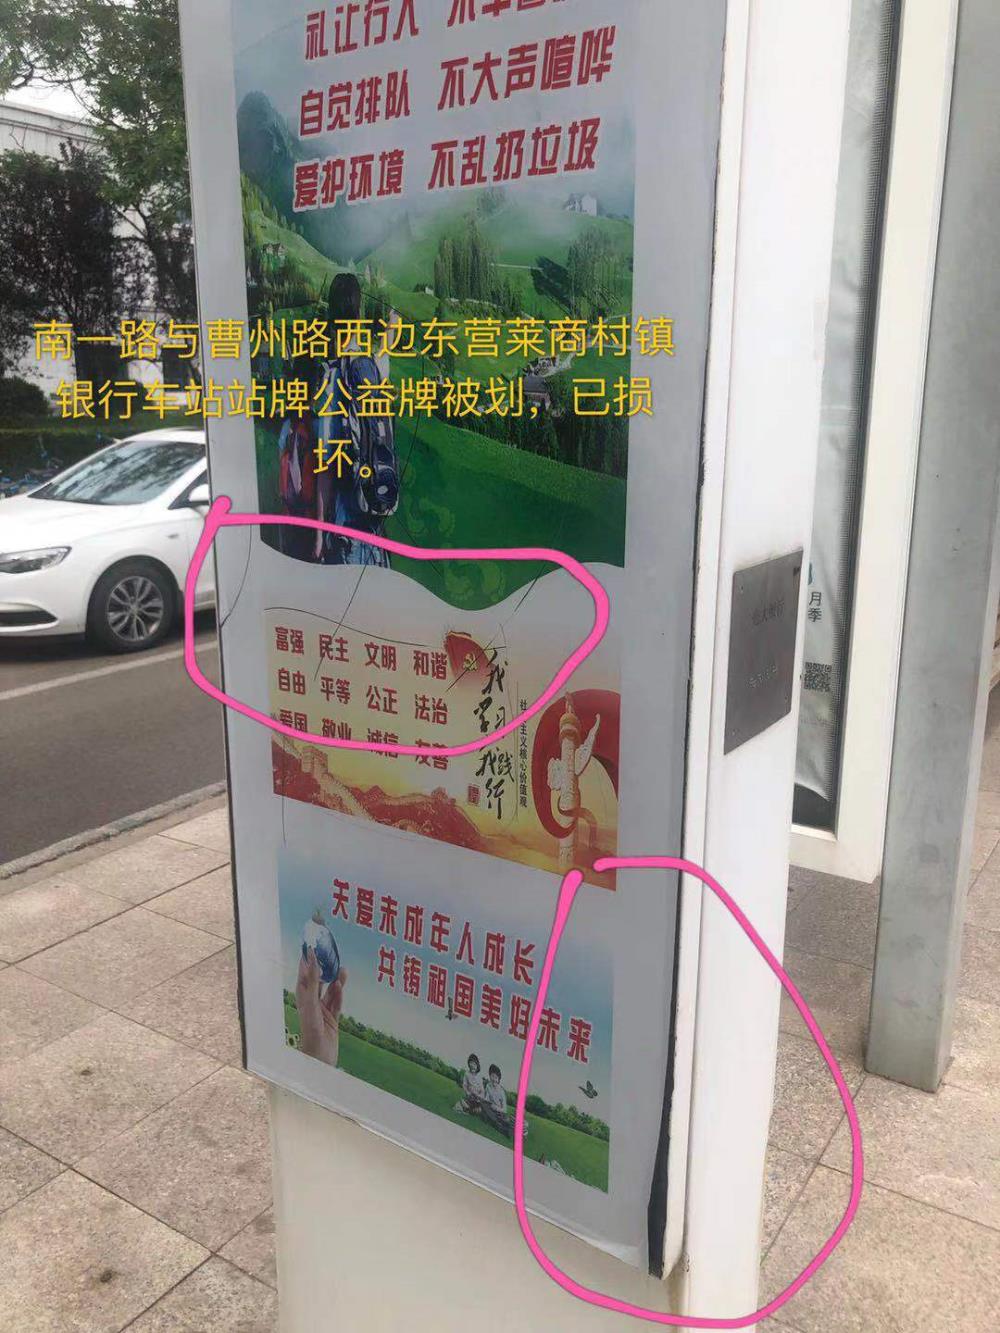 礼让行人
自觉排队 不大声喧哗
爱护环境 不乱扔垃圾
南一路与曹州路西边东营莱商村镇
银行车站站牌公益牌被划，已损
坏。
富强 民主 文明 和谐
自由 平等 公正 法治
爱国 敬业 诚信 友善
我学习
我践行
社会主义核心价值观
关爱未成年人成长
共铸祖国美好未来
月
季